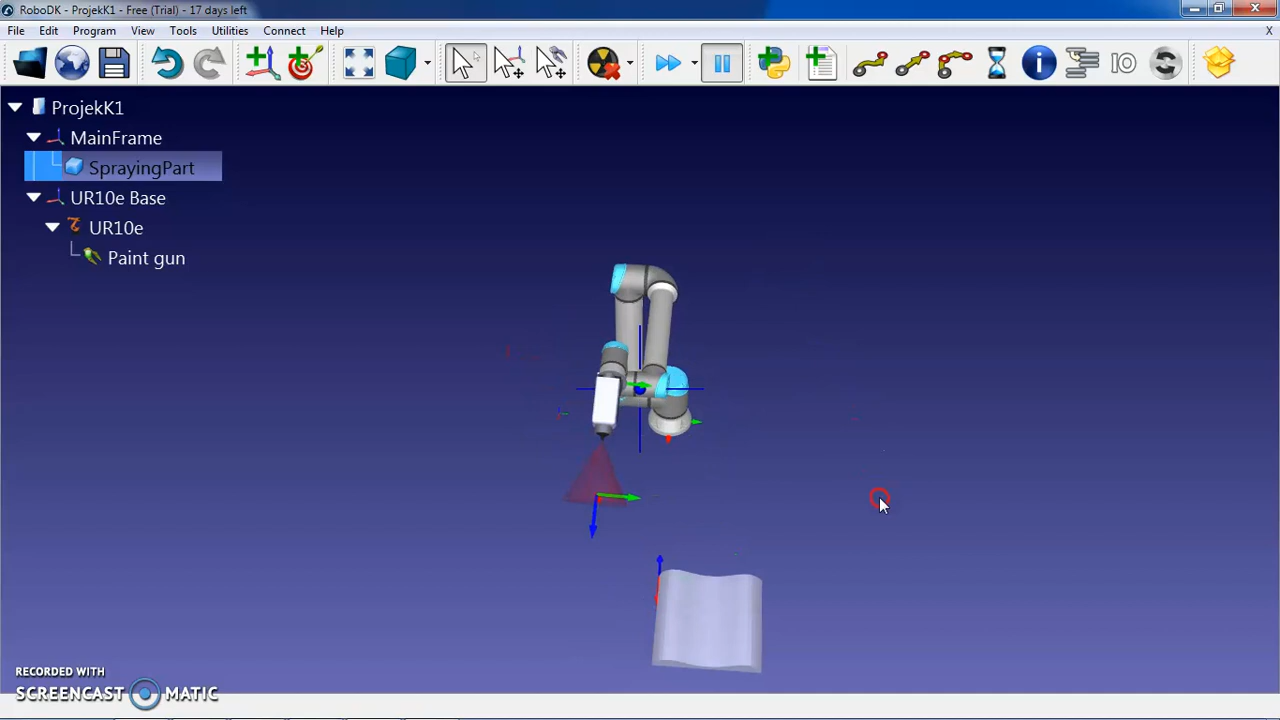 RoboDK - ProjekK1 - Free (Trial) - 17 days left
File Edit Program View Tools Utilities Connect Help X
ProjekK1
MainFrame
SprayingPart
UR10e Base
UR10e
Paint gun
RECORDED WITH
SCREENCAST MATIC